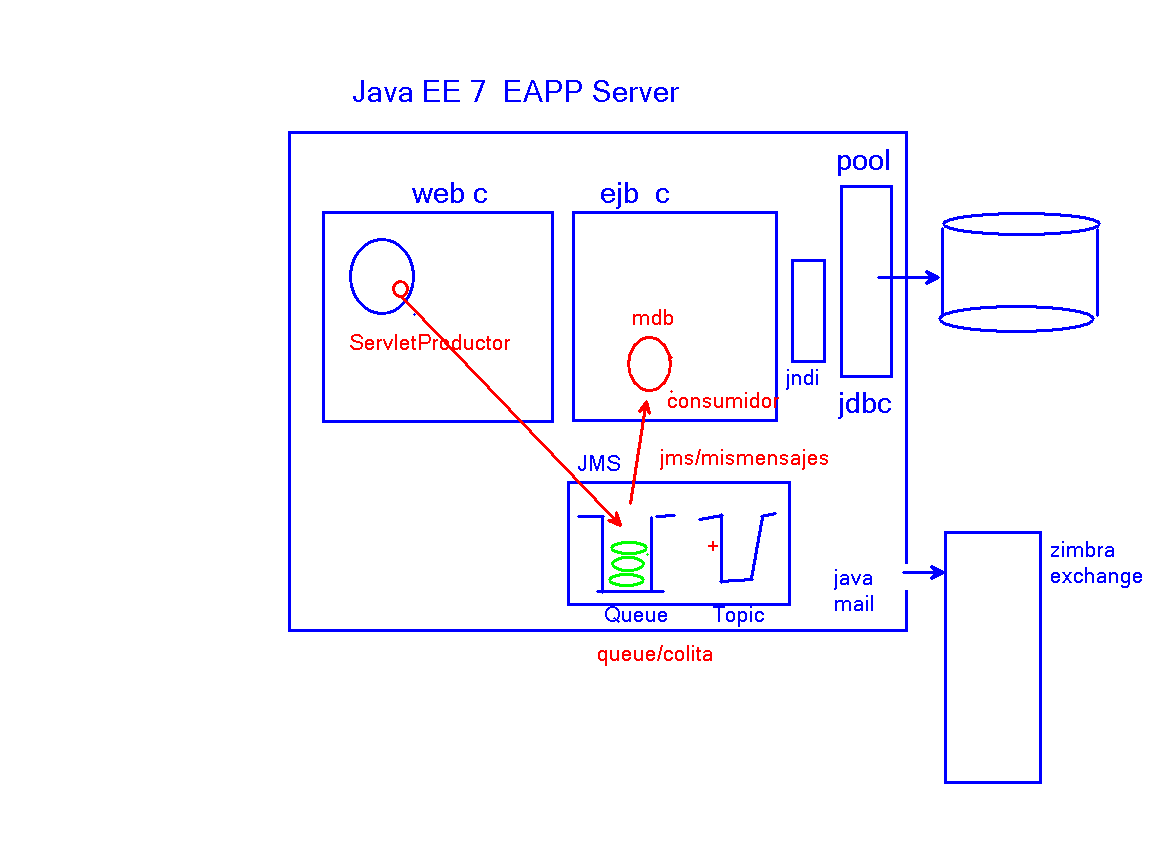 Java EE 7  EAPP Server
pool
web c
ejb  c
mdb
ServletProductor
jndi
consumidor
jdbc
JMS
jms/mismensajes
+
zimbra
exchange
java
mail
Queue
Topic
queue/colita